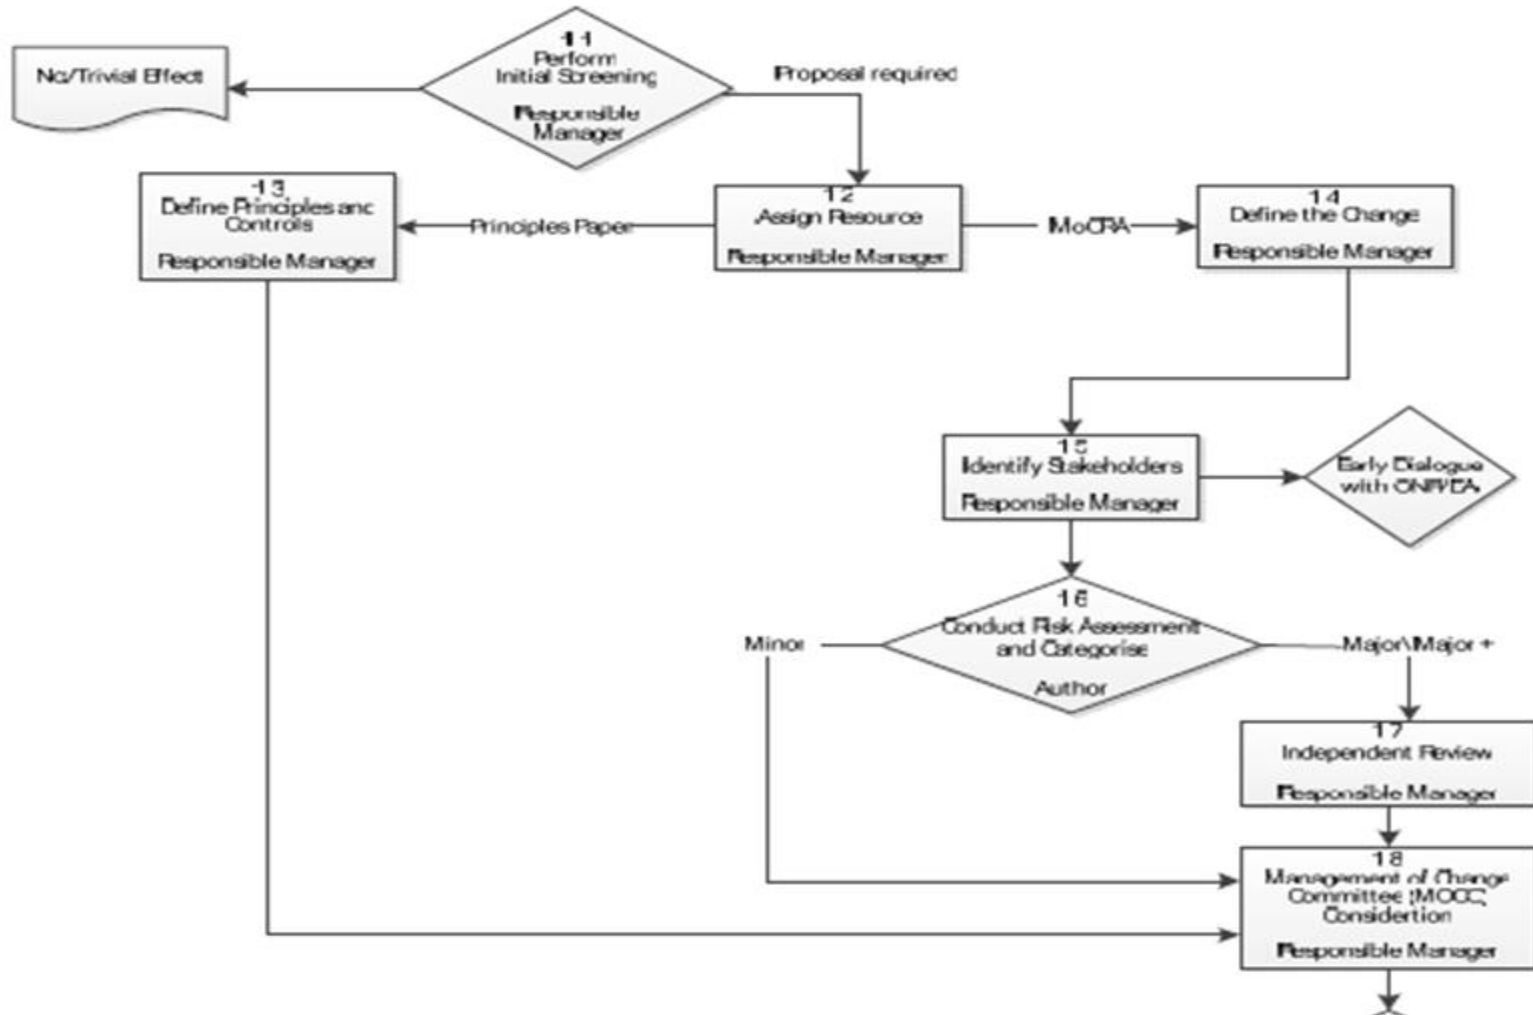 11
Perform
Initial Screening
Responsible
Manager
No/Trivial Effect
Proposal required
13
Define Principles and
Controls
Responsible Manager
Principles Paper
12
Assign Resource
Responsible Manager
MoCRA
14
Define the Change
Responsible Manager
15
Identify Stakeholders
Responsible Manager
Early Dialogue
with ONR/EA
16
Conduct Risk Assessment
and Categorise
Author
Minor
Major\Major +
17
Independent Review
Responsible Manager
18
Management of Change
Committee (MOCC)
Considertion
Responsible Manager